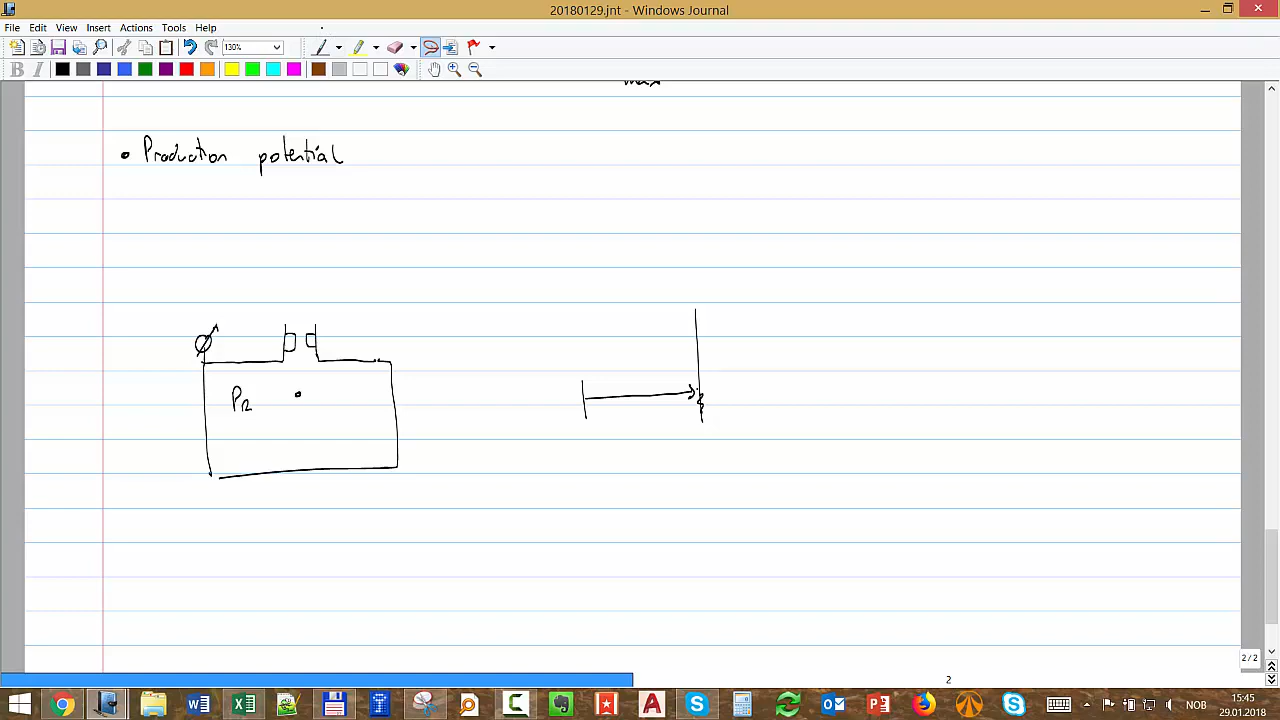 20180129.jnt - Windows Journal
File Edit View Insert Actions Tools Help
130%
B I
• Production potential
PR
2 / 2
2
NOB
15:45
29.01.2018